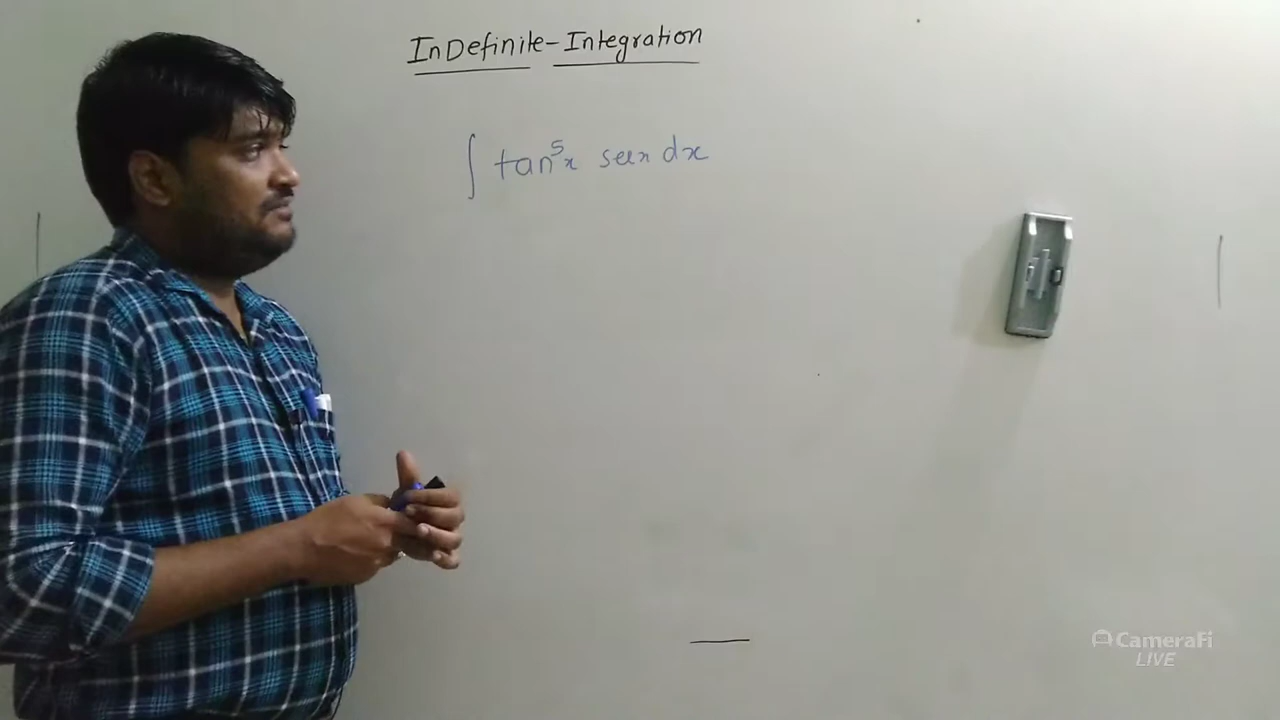 InDefinite-Integration
∫ tan⁵x secx dx
CameraFi
LIVE